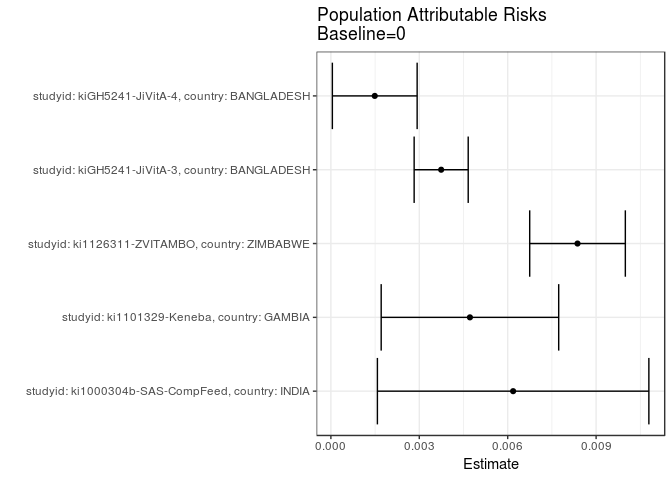 Population Attributable Risks
Baseline=0
studyid: kiGH5241-JiVitA-4, country: BANGLADESH
studyid: kiGH5241-JiVitA-3, country: BANGLADESH
studyid: ki1126311-ZVITAMBO, country: ZIMBABWE
studyid: ki1101329-Keneba, country: GAMBIA
studyid: ki1000304b-SAS-CompFeed, country: INDIA
0.000 0.003 0.006 0.009
Estimate